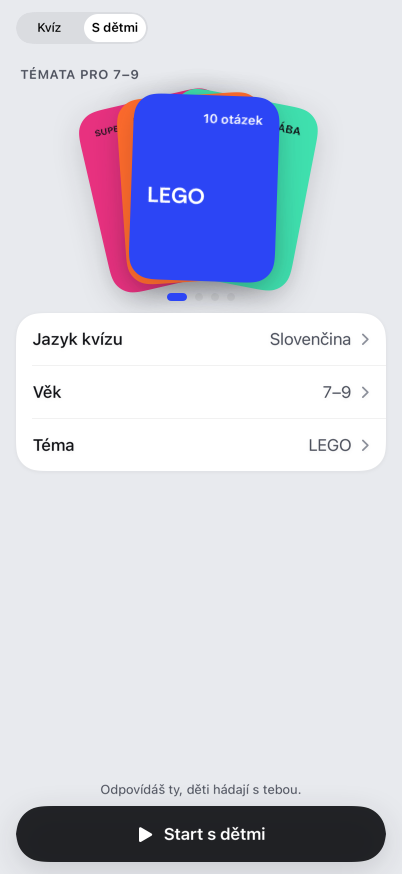 Kvíz
S dětmi
TÉMATA PRO 7–9
10 otázek
LEGO
Jazyk kvízu
Slovenčina
Věk
7–9
Téma
LEGO
Odpovídáš ty, děti hádají s tebou.
Start s dětmi